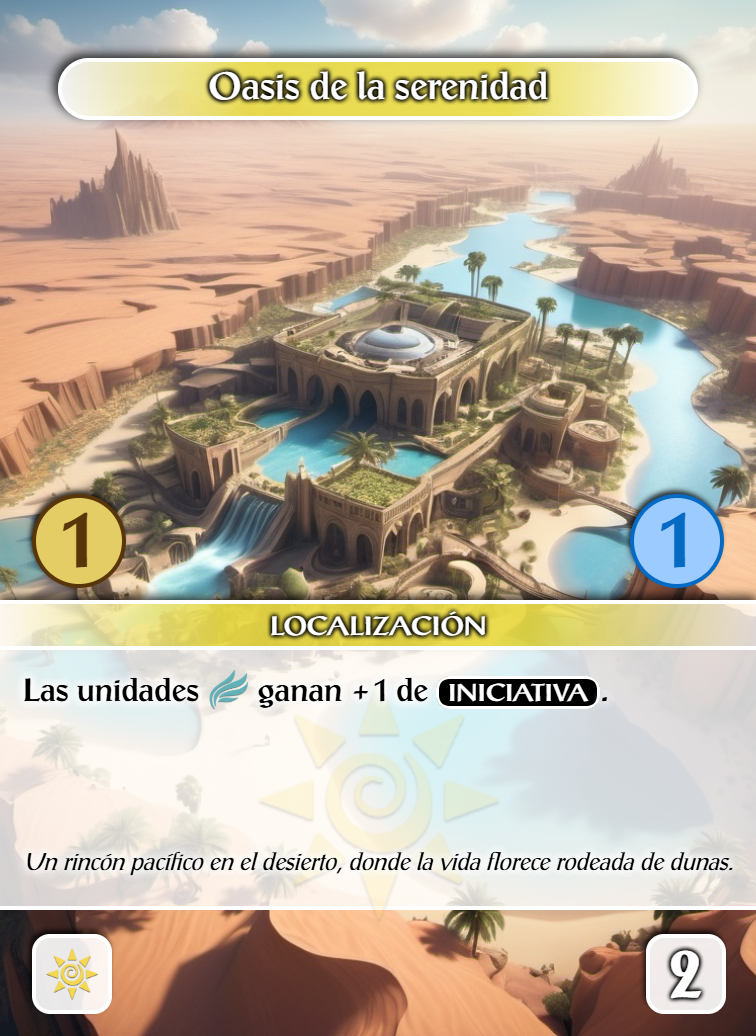 Oasis de la serenidad
1
1
LOCALIZACIÓN
Las unidades ganan +1 de INICIATIVA.
Un rincón pacífico en el desierto, donde la vida florece rodeada de dunas.
2